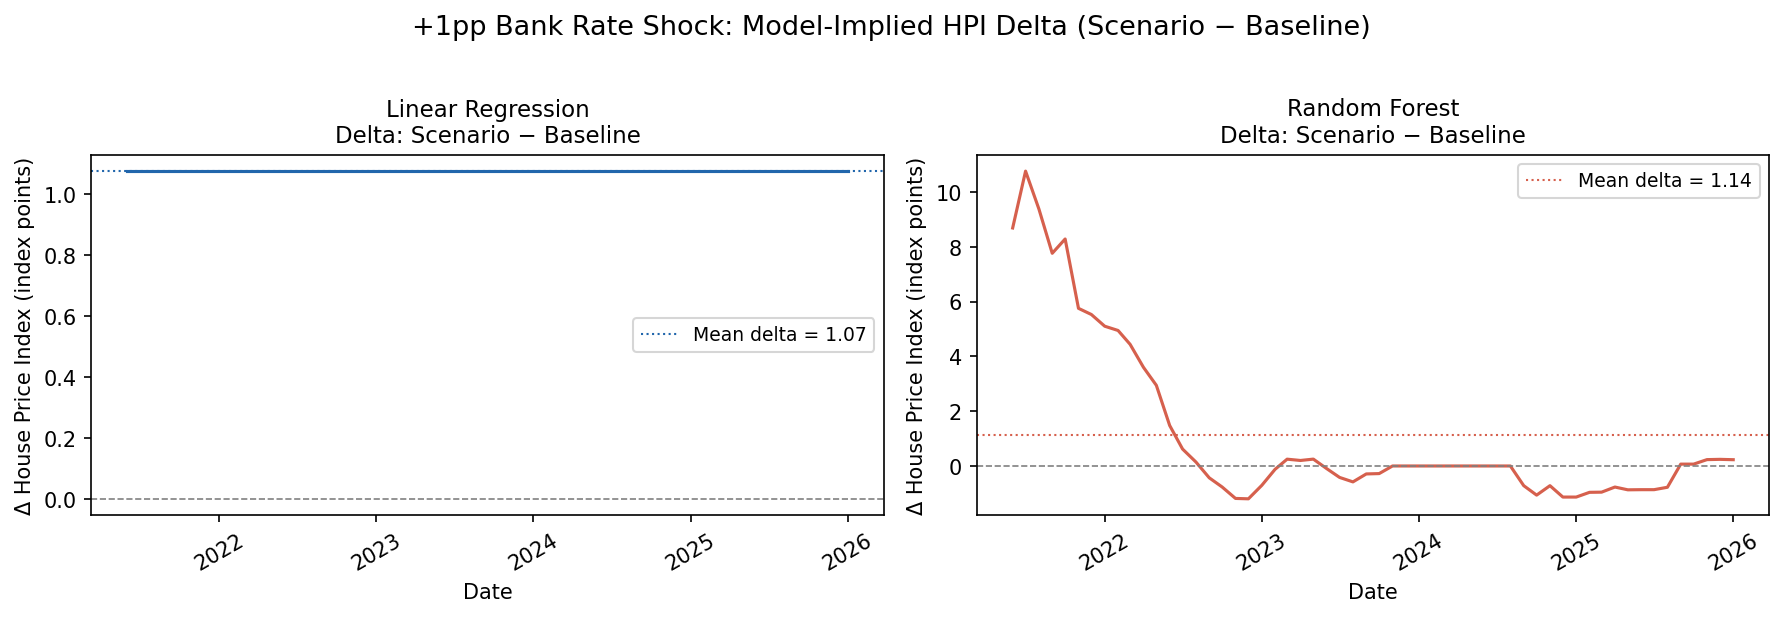 +1pp Bank Rate Shock: Model-Implied HPI Delta (Scenario − Baseline)
Linear Regression
Delta: Scenario − Baseline
Δ House Price Index (index points)
1.0
0.8
0.6
0.4
0.2
0.0
Mean delta = 1.07
2022
2023
2024
2025
2026
Date
Random Forest
Delta: Scenario − Baseline
Δ House Price Index (index points)
10
8
6
4
2
0
Mean delta = 1.14
2022
2023
2024
2025
2026
Date